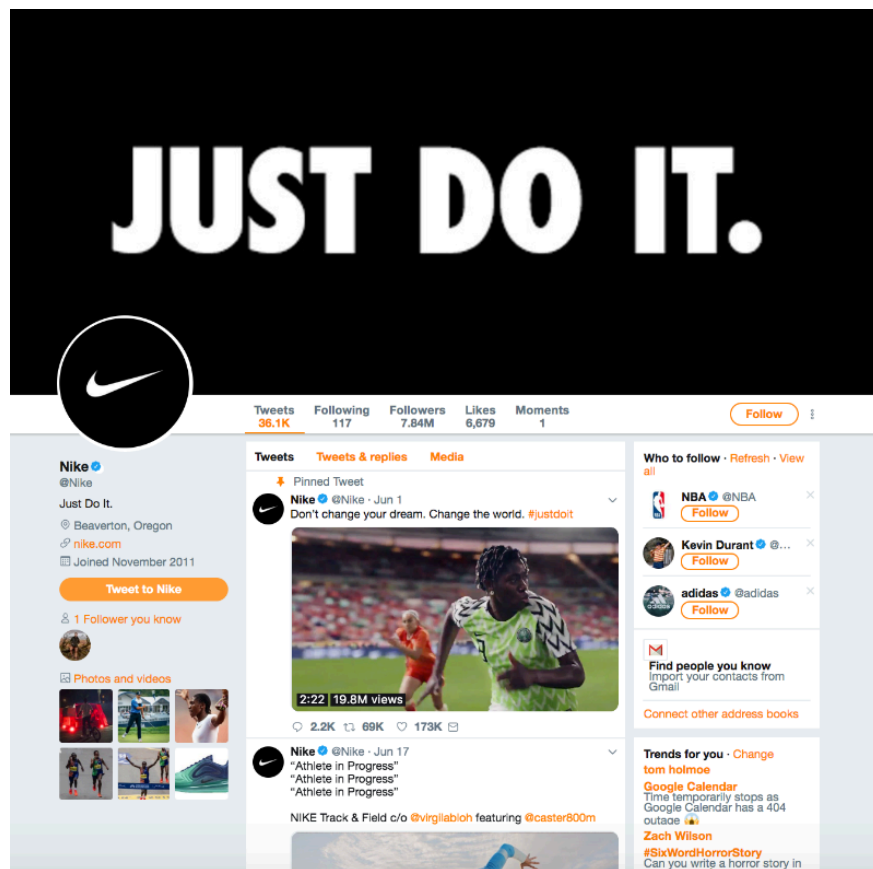 JUST DO IT.
Tweets Following Followers Likes Moments
36.1K 117 7.84M 6,679 1
Follow
Nike
@Nike
Just Do It.
Beaverton, Oregon
nike.com
Joined November 2011
Tweet to Nike
1 Follower you know
Photos and videos
Tweets Tweets & replies Media
Pinned Tweet
Nike @Nike · Jun 1
Don't change your dream. Change the world. #justdoit
2:22 19.8M views
2.2K 69K 173K
Nike @Nike · Jun 17
“Athlete in Progress”
“Athlete in Progress”
“Athlete in Progress”
NIKE Track & Field c/o @virgilabloh featuring @caster800m
Who to follow · Refresh · View
all
NBA @NBA
Follow
Kevin Durant @...
Follow
adidas @adidas
Follow
Find people you know
Import your contacts from
Gmail
Connect other address books
Trends for you · Change
tom holmoe
Google Calendar
Time temporarily stops as
Google Calendar has a 404
outage 😱
Zach Wilson
#SixWordHorrorStory
Can you write a horror story in